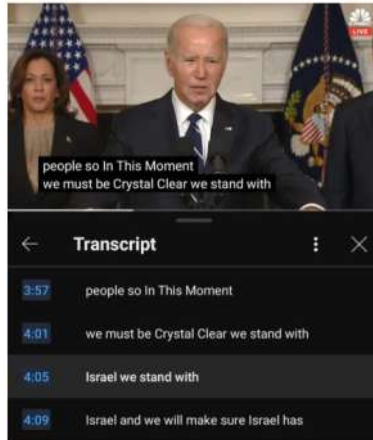 LIVE
people so In This Moment
we must be Crystal Clear we stand with
Transcript
3:57 people so In This Moment
4:01 we must be Crystal Clear we stand with
4:05 Israel we stand with
4:09 Israel and we will make sure Israel has